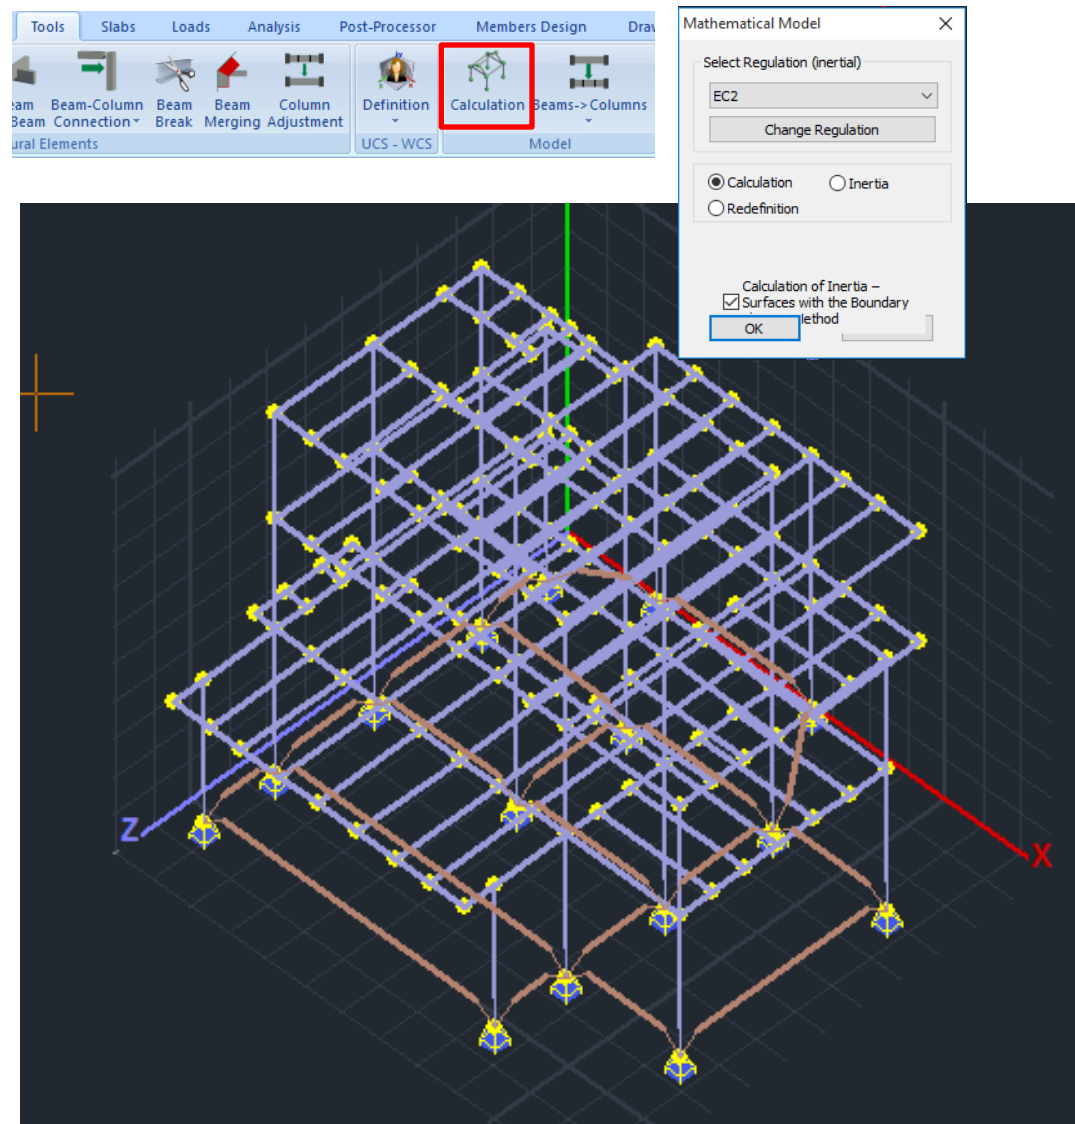 Tools Slabs Loads Analysis Post-Processor Members Design
Beam-Column Beam Beam Column Definition Calculation Beams->Columns
Beam Connection Break Merging Adjustment
UCS - WCS Model
Mathematical Model
Select Regulation (inertial)
EC2
Change Regulation
Calculation Inertia
Redefinition
Calculation of Inertia –
Surfaces with the Boundary
OK
Z
X